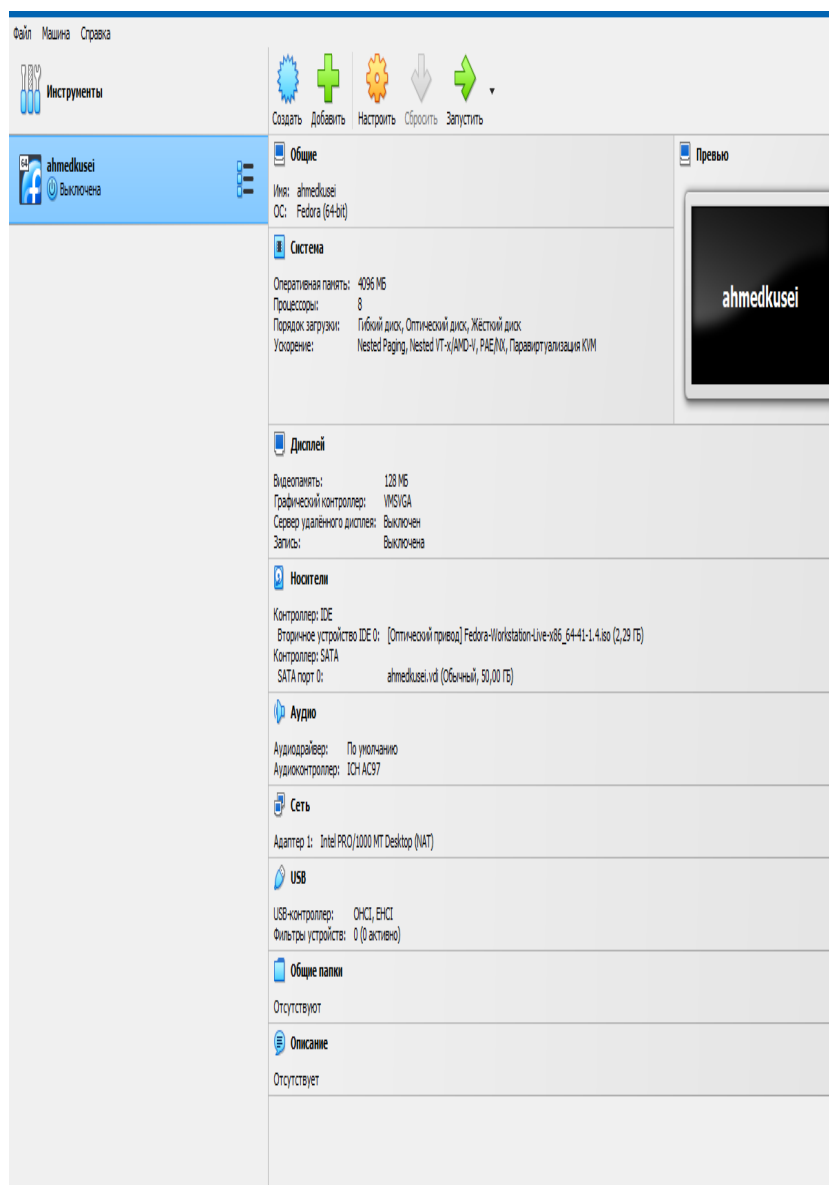 Файл Машина Справка
Инструменты
Создать Добавить Настроить Сбросить Запустить
64
ahmedkusei
Выключена
Общие
Имя: ahmedkusei
ОС: Fedora (64-bit)
Превью
ahmedkusei
Система
Оперативная память: 4096 МБ
Процессоры: 8
Порядок загрузки: Гибкий диск, Оптический диск, Жёсткий диск
Ускорение: Nested Paging, Nested VT-x/AMD-V, PAE/NX, Паравиртуализация KVM
Дисплей
Видеопамять: 128 МБ
Графический контроллер: VMSVGA
Сервер удалённого дисплея: Выключен
Запись: Выключена
Носители
Контроллер: IDE
Вторичное устройство IDE 0: [Оптический привод] Fedora-Workstation-Live-x86_64-41-1.4.iso (2,29 ГБ)
Контроллер: SATA
SATA порт 0: ahmedkusei.vdi (Обычный, 50,00 ГБ)
Аудио
Аудиодрайвер: По умолчанию
Аудиоконтроллер: ICH AC97
Сеть
Адаптер 1: Intel PRO/1000 MT Desktop (NAT)
USB
USB-контроллер: OHCI, EHCI
Фильтры устройств: 0 (0 активно)
Общие папки
Отсутствуют
Описание
Отсутствует